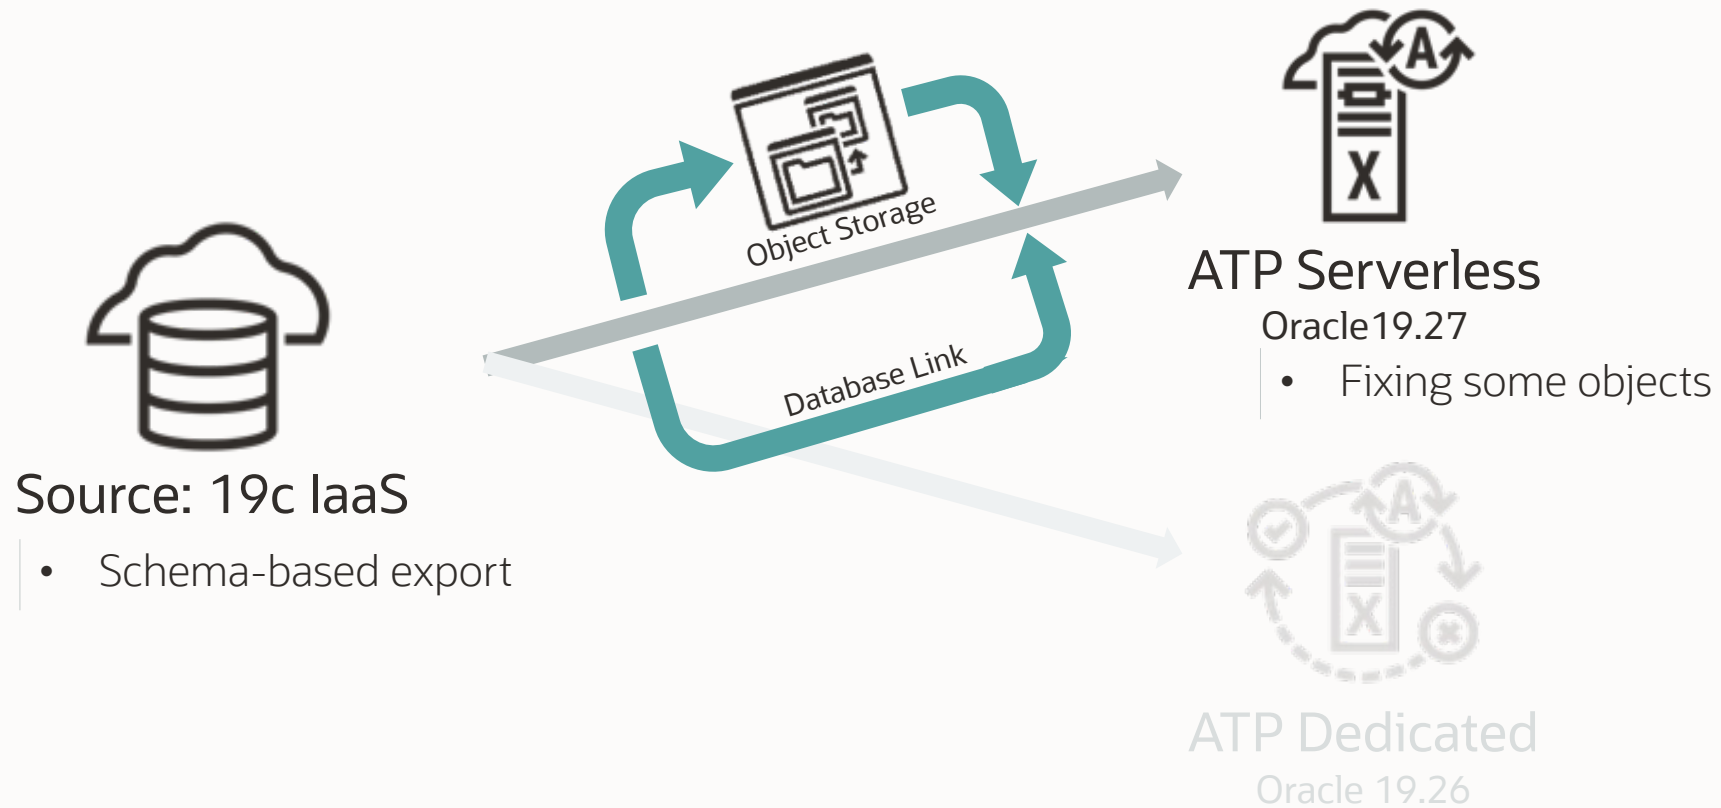 Object Storage
Database Link
Source: 19c IaaS
• Schema-based export
A
X
ATP Serverless
Oracle19.27
• Fixing some objects
A
X
ATP Dedicated
Oracle 19.26